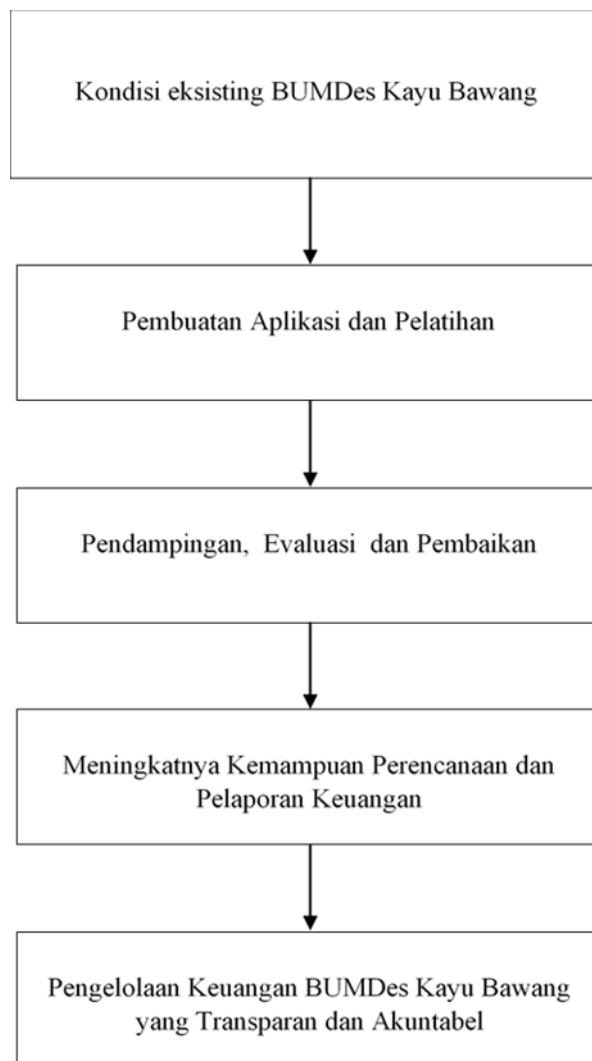 Kondisi eksisting BUMDes Kayu Bawang
Pembuatan Aplikasi dan Pelatihan
Pendampingan, Evaluasi dan Pembaikan
Meningkatnya Kemampuan Perencanaan dan
Pelaporan Keuangan
Pengelolaan Keuangan BUMDes Kayu Bawang
yang Transparan dan Akuntabel